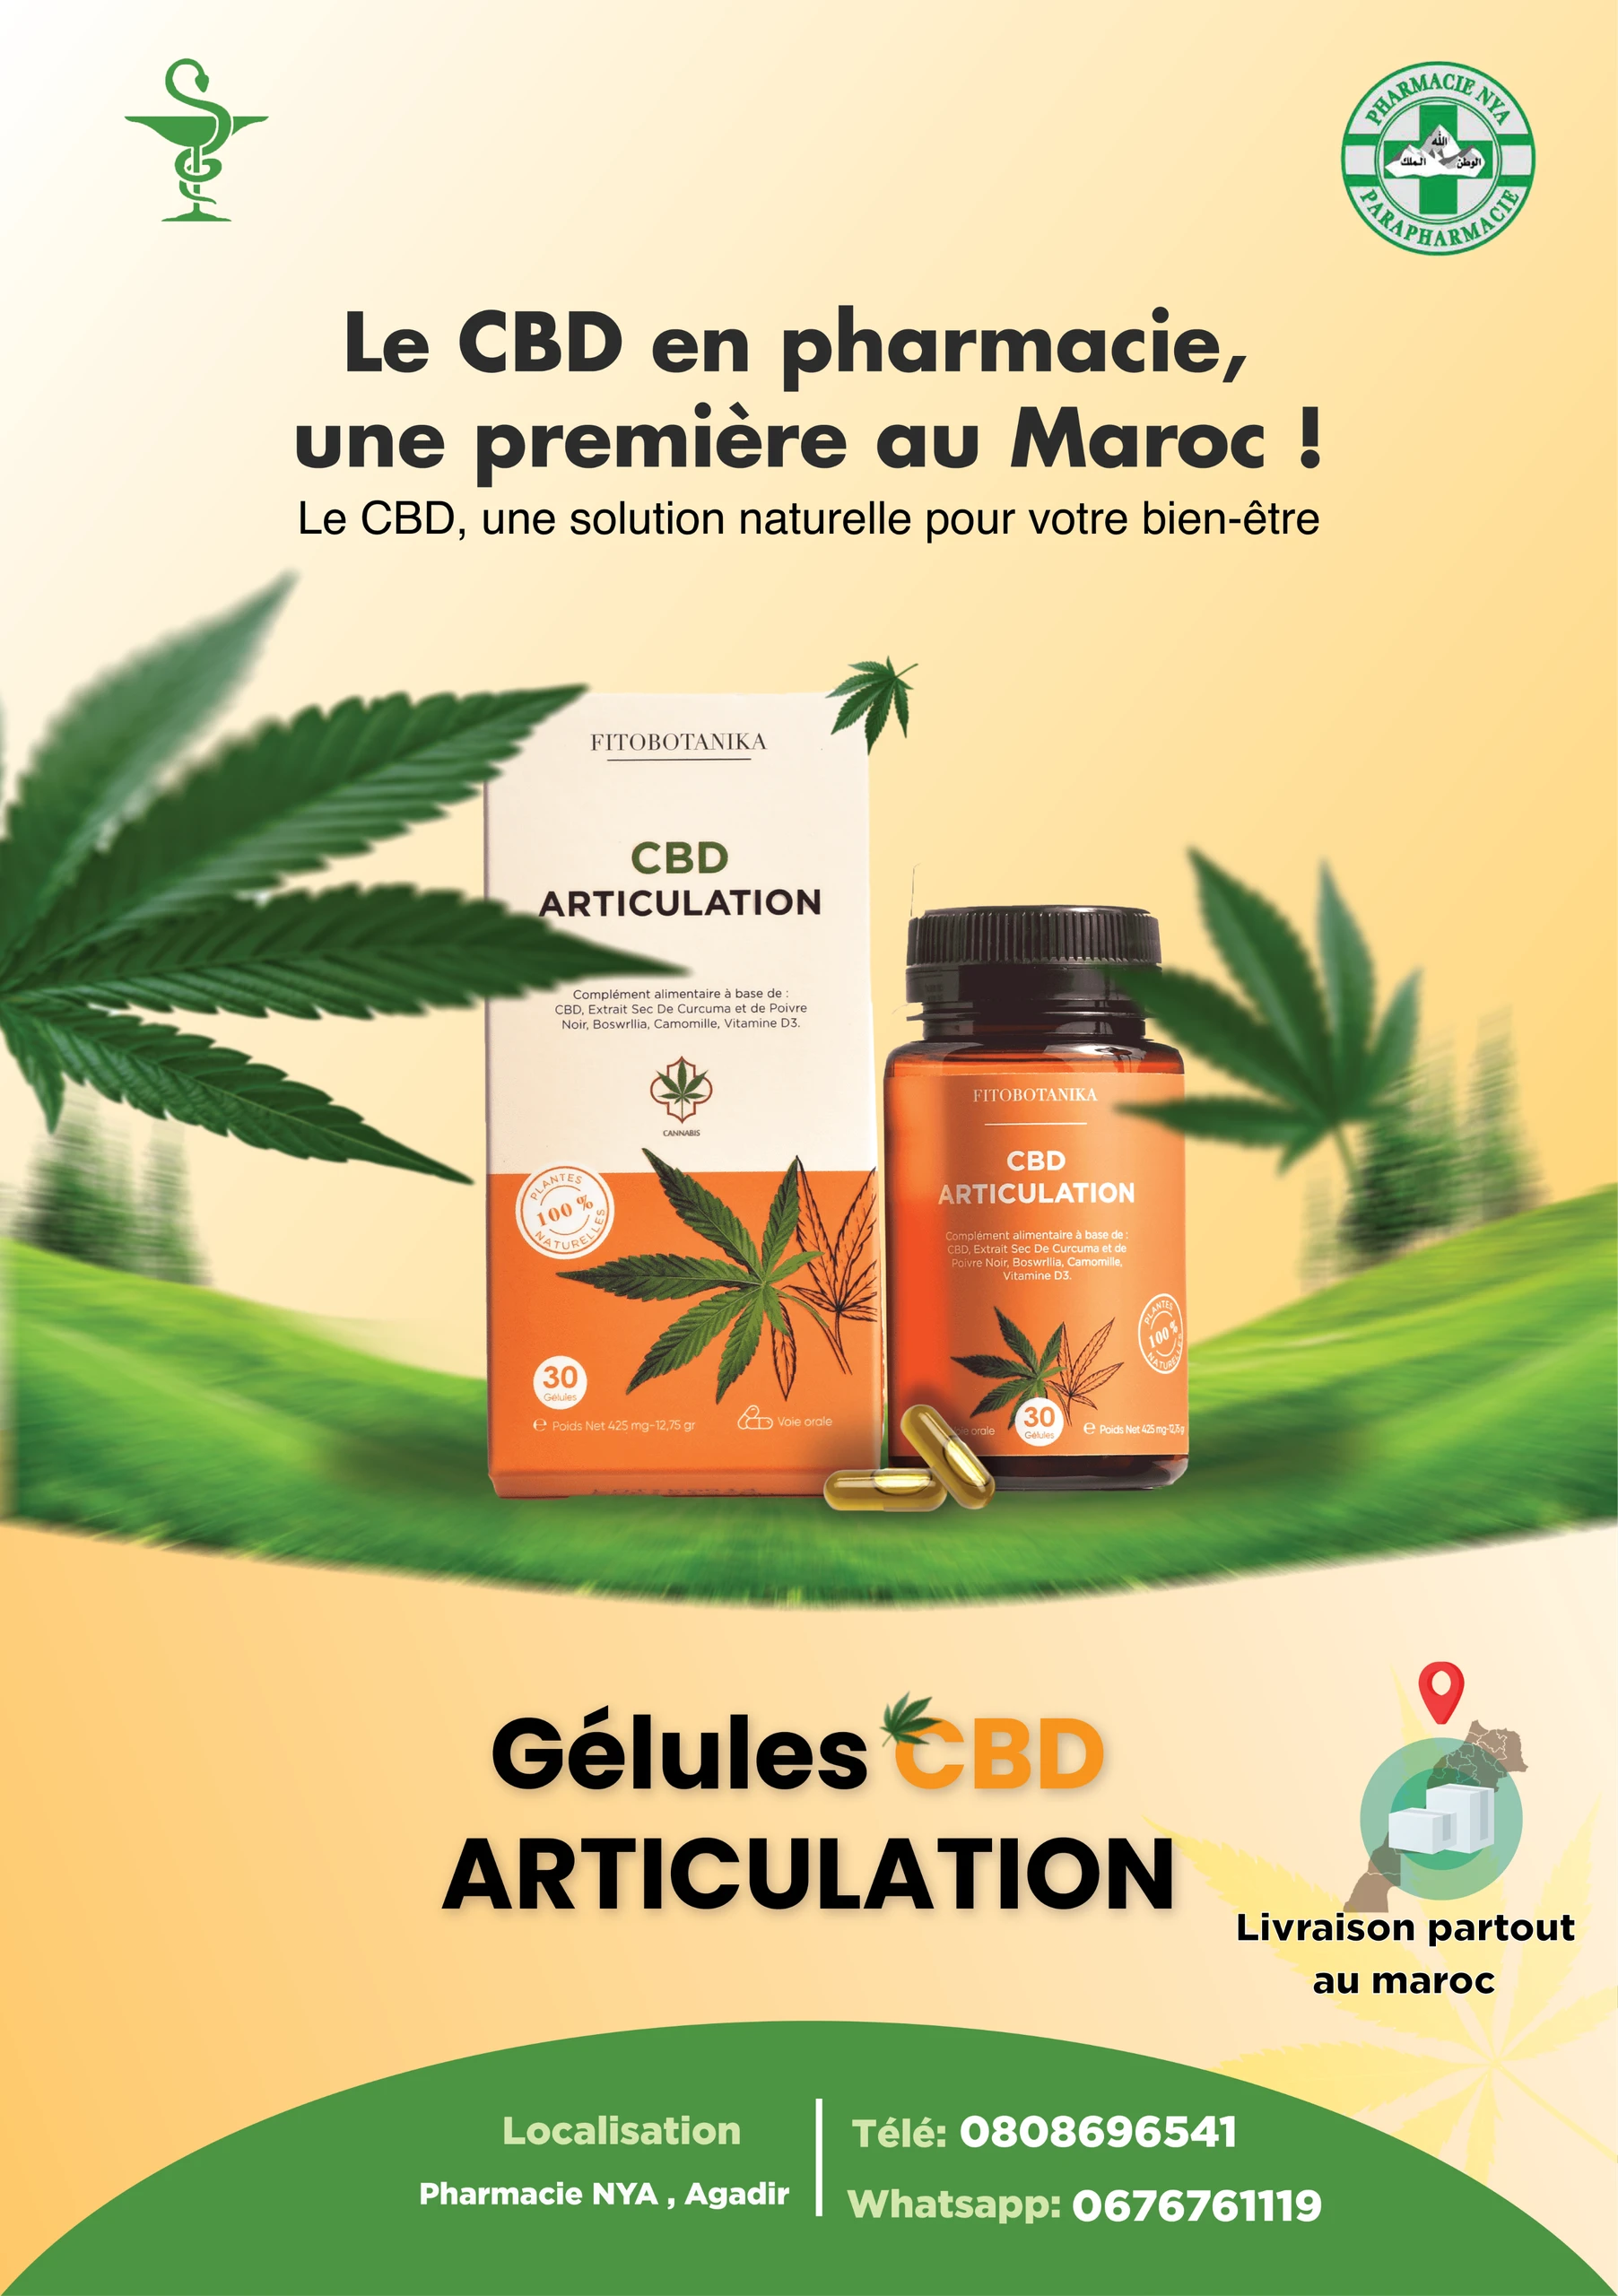 PHARMACIE NYA
الله
الوطن الملك
PARAPHARMACIE
Le CBD en pharmacie,
une première au Maroc !
Le CBD, une solution naturelle pour votre bien-être
FITOBOTANIKA
CBD
ARTICULATION
Complément alimentaire à base de :
CBD, Extrait Sec De Curcuma et de Poivre
Noir, Boswrllia, Camomille, Vitamine D3.
CANNABIS
PLANTES
100 %
NATURELLES
30
Gélules
℮ Poids Net 425 mg-12,75 gr
Voie orale
FITOBOTANIKA
CBD
ARTICULATION
Complément alimentaire à base de :
CBD, Extrait Sec De Curcuma et de
Poivre Noir, Boswrllia, Camomille,
Vitamine D3.
PLANTES
100 %
NATURELLES
orale
30
Gélules
℮ Poids Net 425 mg-12,75 g
Gélules CBD
ARTICULATION
Livraison partout
au maroc
Localisation
Pharmacie NYA , Agadir
Télé: 0808696541
Whatsapp: 0676761119